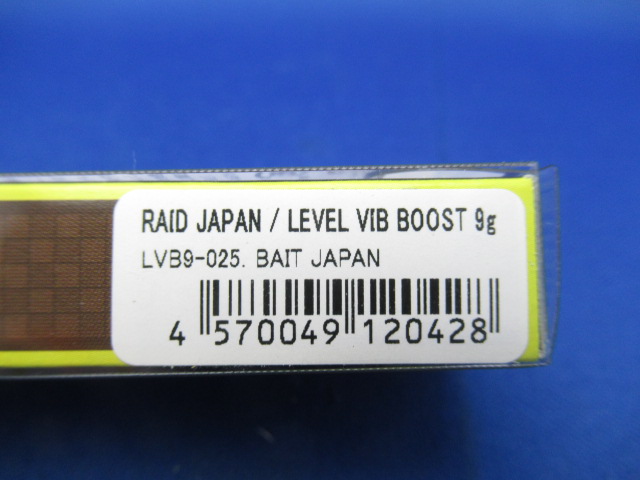 RAID JAPAN / LEVEL VIB BOOST 9g
LVB9-025. BAIT JAPAN
4 570049 120428